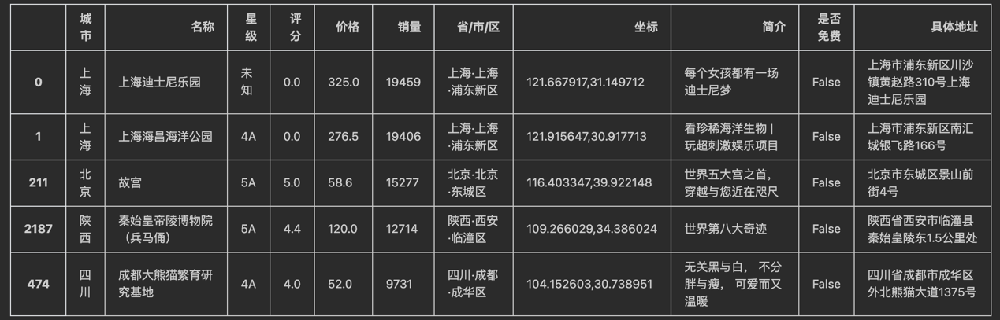 城市 名称 星级 评分 价格 销量 省/市/区 坐标 简介 是否免费 具体地址
0 上海 上海迪士尼乐园 未知 0.0 325.0 19459 上海·上海·浦东新区 121.667917,31.149712 每个女孩都有一场迪士尼梦 False 上海市浦东新区川沙镇黄赵路310号上海迪士尼乐园
1 上海 上海海昌海洋公园 4A 0.0 276.5 19406 上海·上海·浦东新区 121.915647,30.917713 看珍稀海洋生物 | 玩超刺激娱乐项目 False 上海市浦东新区南汇城银飞路166号
211 北京 故宫 5A 5.0 58.6 15277 北京·北京·东城区 116.403347,39.922148 世界五大宫之首，穿越与您近在咫尺 False 北京市东城区景山前街4号
2187 陕西 秦始皇帝陵博物院（兵马俑） 5A 4.4 120.0 12714 陕西·西安·临潼区 109.266029,34.386024 世界第八大奇迹 False 陕西省西安市临潼县秦始皇陵东1.5公里处
474 四川 成都大熊猫繁育研究基地 4A 4.0 52.0 9731 四川·成都·成华区 104.152603,30.738951 无关黑与白， 不分胖与瘦， 可爱而又温暖 False 四川省成都市成华区外北熊猫大道1375号